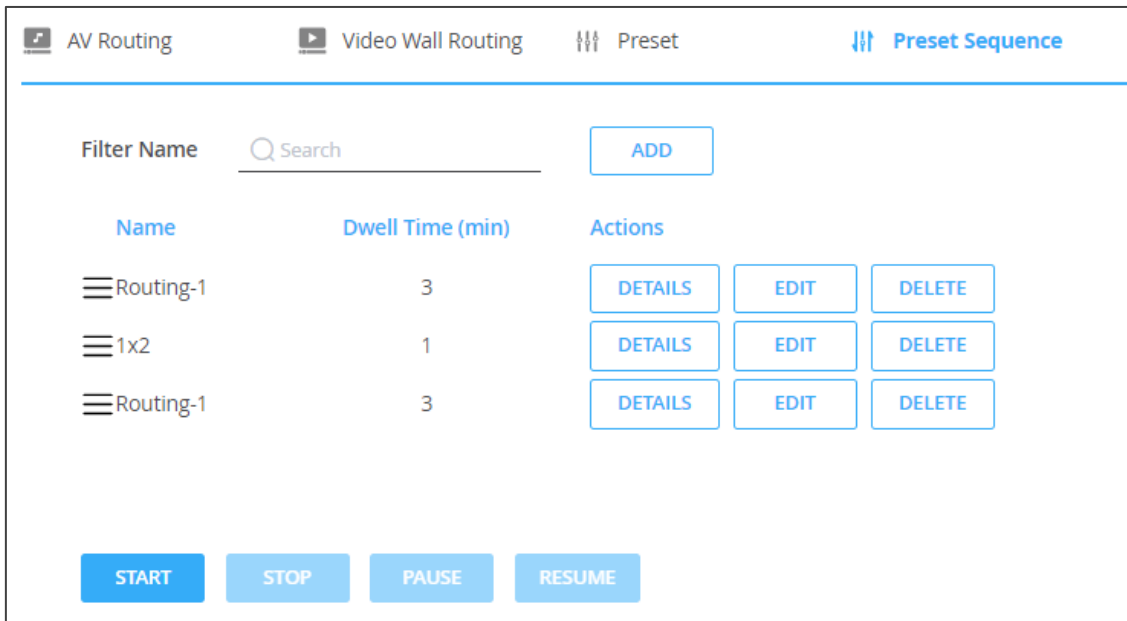 AV Routing Video Wall Routing Preset Preset Sequence
Filter Name Search ADD
Name Dwell Time (min) Actions
Routing-1 3 DETAILS EDIT DELETE
1x2 1 DETAILS EDIT DELETE
Routing-1 3 DETAILS EDIT DELETE
START STOP PAUSE RESUME